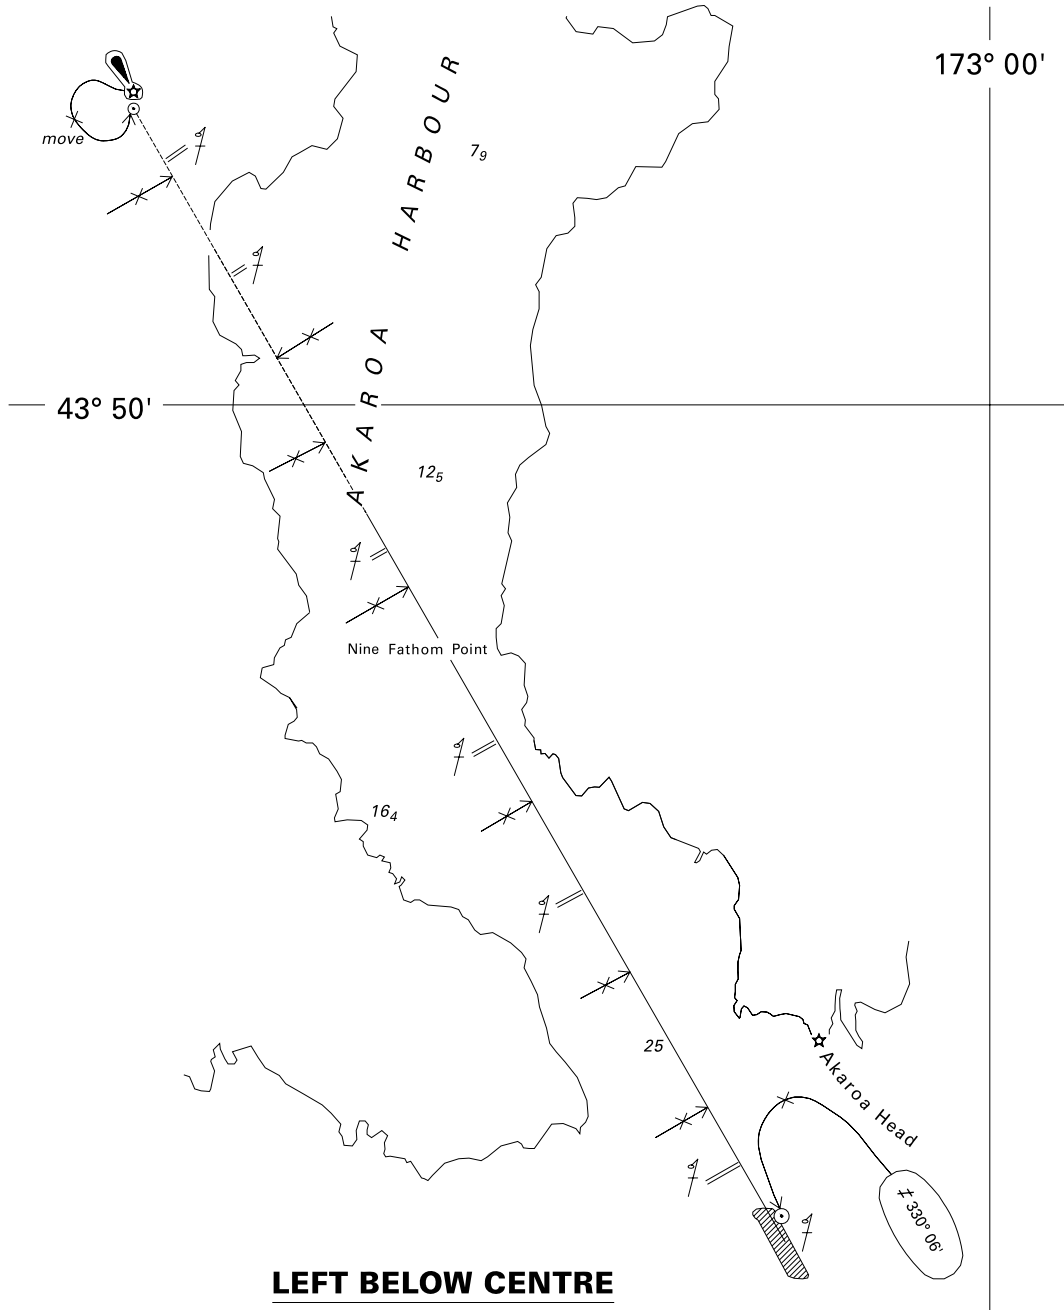 173° 00'
move
AKAROA HARBOUR
7₉
43° 50'
12₅
Nine Fathom Point
16₄
25
Akaroa Head
≠ 330° 06'
LEFT BELOW CENTRE